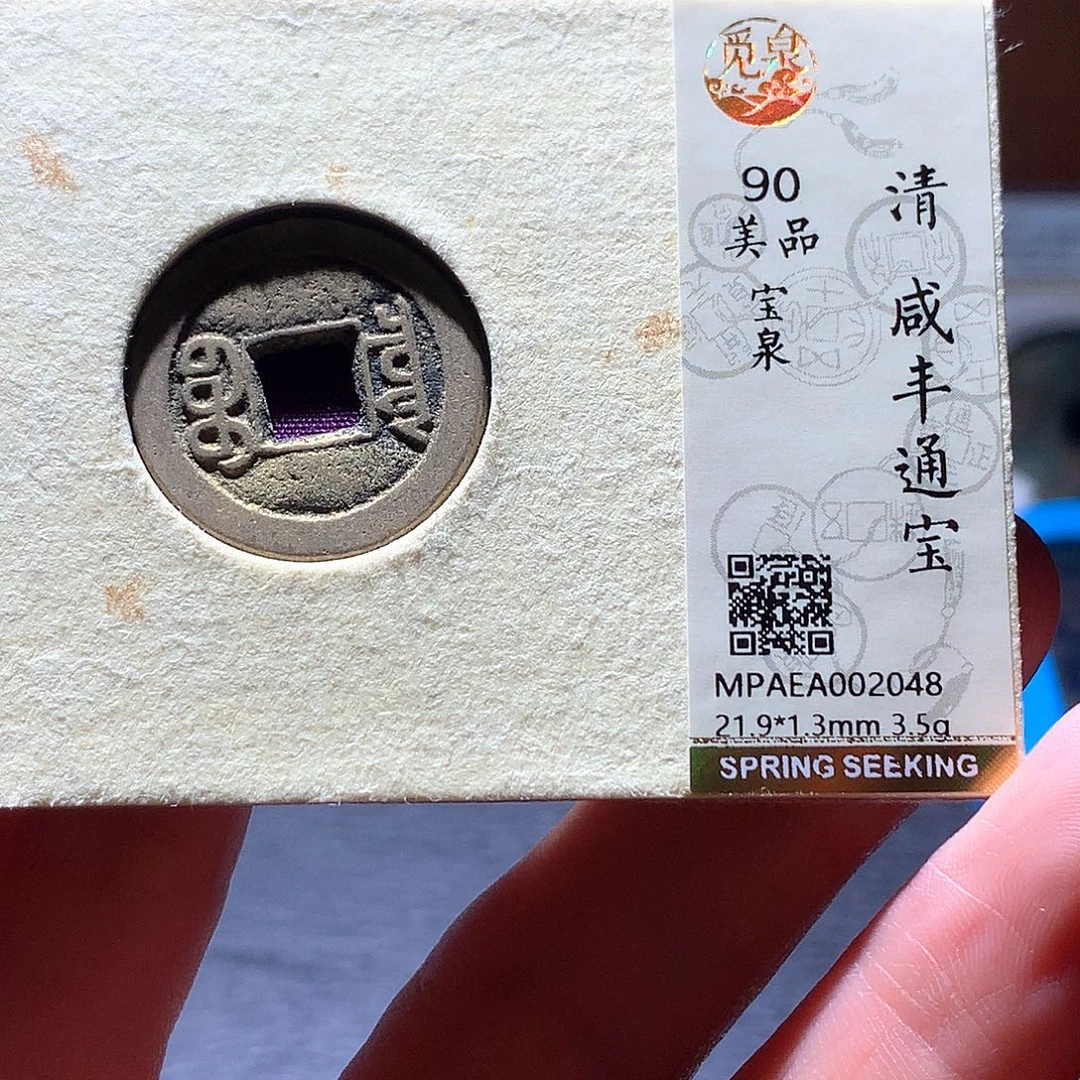 觅泉
90
美品
宝泉
清 咸丰通宝
MPAEA002048
21.9*1.3mm 3.5g
SPRING SEEKING